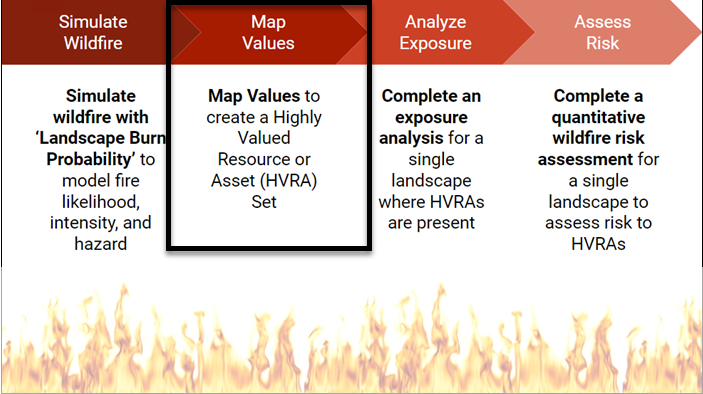 Simulate
Wildfire
Map
Values
Analyze
Exposure
Assess
Risk
Simulate
wildfire with
‘Landscape Burn
Probability’ to
model fire
likelihood,
intensity, and
hazard
Map Values to
create a Highly
Valued
Resource or
Asset (HVRA)
Set
Complete an
exposure
analysis for a
single
landscape
where HVRAs
are present
Complete a
quantitative
wildfire risk
assessment for
a single
landscape to
assess risk to
HVRAs